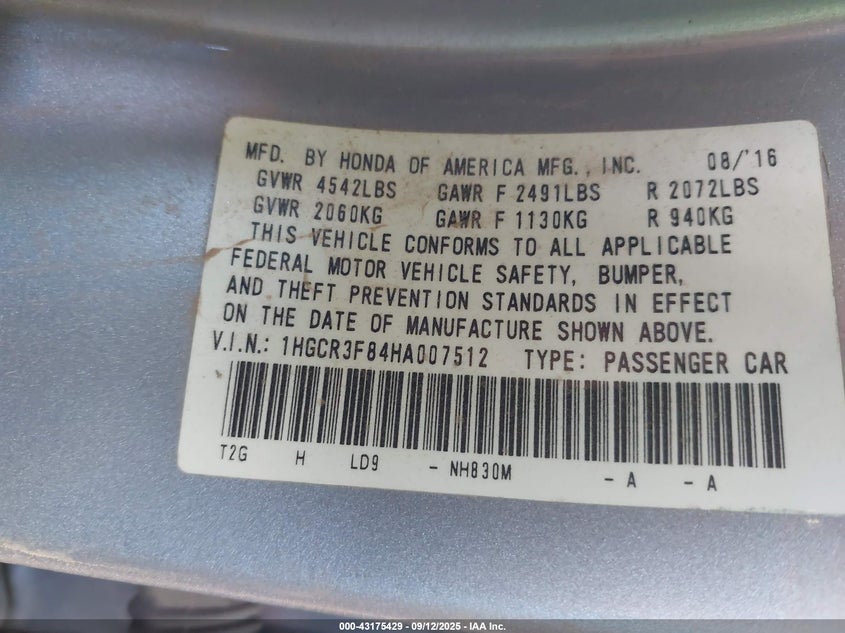 MFD. BY HONDA OF AMERICA MFG., INC. 08/'16
GVWR 4542LBS GAWR F 2491LBS R 2072LBS
GVWR 2060KG GAWR F 1130KG R 940KG
THIS VEHICLE CONFORMS TO ALL APPLICABLE
FEDERAL MOTOR VEHICLE SAFETY, BUMPER,
AND THEFT PREVENTION STANDARDS IN EFFECT
ON THE DATE OF MANUFACTURE SHOWN ABOVE.
V.I.N.: 1HGCR3F84HA007512 TYPE: PASSENGER CAR
T2G H LD9 - NH830M - A - A
000-43175429 - 09/12/2025 - IAA Inc.